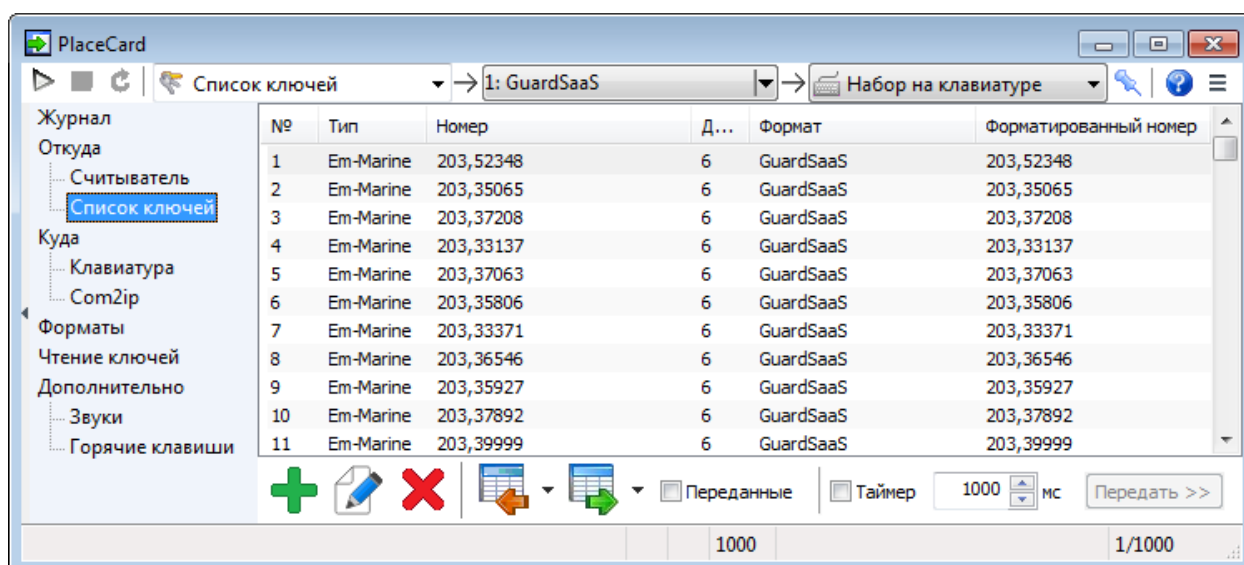 PlaceCard
Список ключей 1: GuardSaaS Набор на клавиатуре
Журнал
Откуда
Считыватель
Список ключей
Куда
Клавиатура
Com2ip
Форматы
Чтение ключей
Дополнительно
Звуки
Горячие клавиши
№ Тип Номер Д... Формат Форматированный номер
1 Em-Marine 203,52348 6 GuardSaaS 203,52348
2 Em-Marine 203,35065 6 GuardSaaS 203,35065
3 Em-Marine 203,37208 6 GuardSaaS 203,37208
4 Em-Marine 203,33137 6 GuardSaaS 203,33137
5 Em-Marine 203,37063 6 GuardSaaS 203,37063
6 Em-Marine 203,35806 6 GuardSaaS 203,35806
7 Em-Marine 203,33371 6 GuardSaaS 203,33371
8 Em-Marine 203,36546 6 GuardSaaS 203,36546
9 Em-Marine 203,35927 6 GuardSaaS 203,35927
10 Em-Marine 203,37892 6 GuardSaaS 203,37892
11 Em-Marine 203,39999 6 GuardSaaS 203,39999
Переданные Таймер 1000 мс Передать >>
1000 1/1000